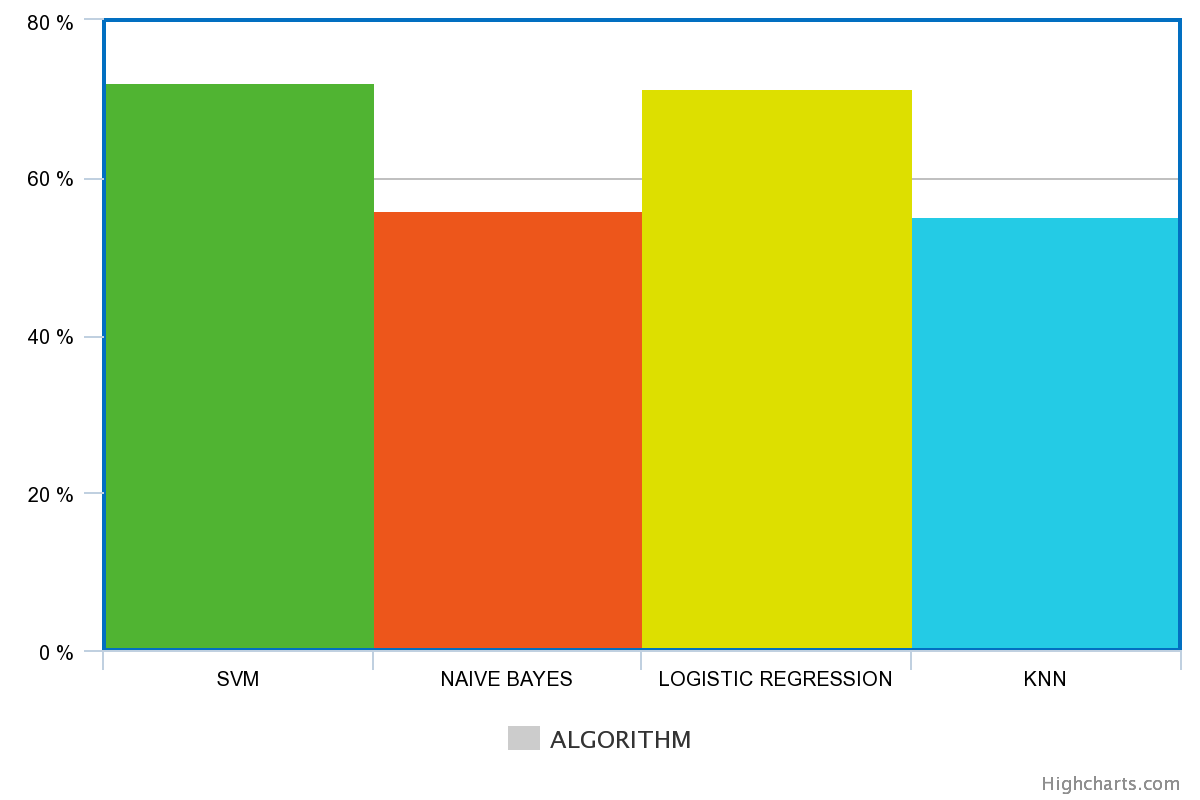 80 %
60 %
40 %
20 %
0 %
SVM
NAIVE BAYES
LOGISTIC REGRESSION
KNN
ALGORITHM
Highcharts.com